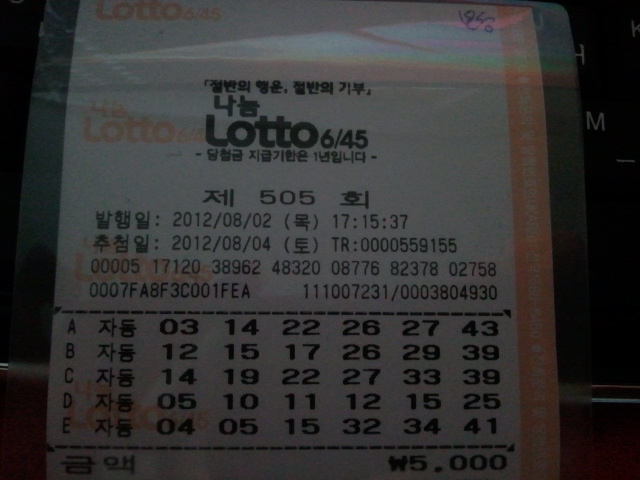 Lotto 6/45
「절반의 행운, 절반의 기부」
나눔
Lotto 6/45
- 당첨금 지급기한은 1년입니다 -
제 505 회
발행일: 2012/08/02 (목) 17:15:37
추첨일: 2012/08/04 (토) TR:0000559155
00005 17120 38962 48320 08776 82378 02758
0007FA8F3C001FEA 111007231/0003804930
A 자동 03 14 22 26 27 43
B 자동 12 15 17 26 29 39
C 자동 14 19 22 27 33 39
D 자동 05 10 11 12 15 25
E 자동 04 05 15 32 34 41
금액 ₩5,000
M